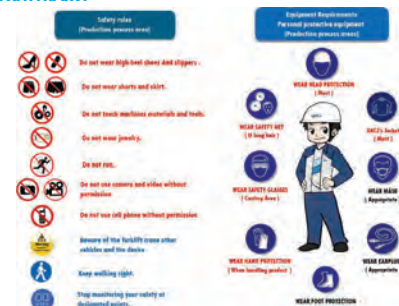 Safety rules
(Production process areas)
Do not wear high-heel shoes and slippers .
Do not wear shorts and skirt.
Do not touch machines materials and tools.
Do not wear jewelry.
Do not run.
Do not use camera and video without
permission
Do not use cell phone without permission
Beware of the forklift crane other
vehicles and the device
Keep walking right.
Stop monitoring your safety at
designated points.
Equipment Requirements
Personal protective equipment
(Production process areas)
WEAR HEAD PROTECTION
( Must )
WEAR SAFETY NET
( If long hair )
Jacket
( Must )
WEAR SAFETY GLASSES
( Casting Area )
WEAR MASK
( Appropriate
WEAR HAND PROTECTION
( When handling product )
WEAR EARPLUG
( Appropriate
WEAR FOOT PROTECTION